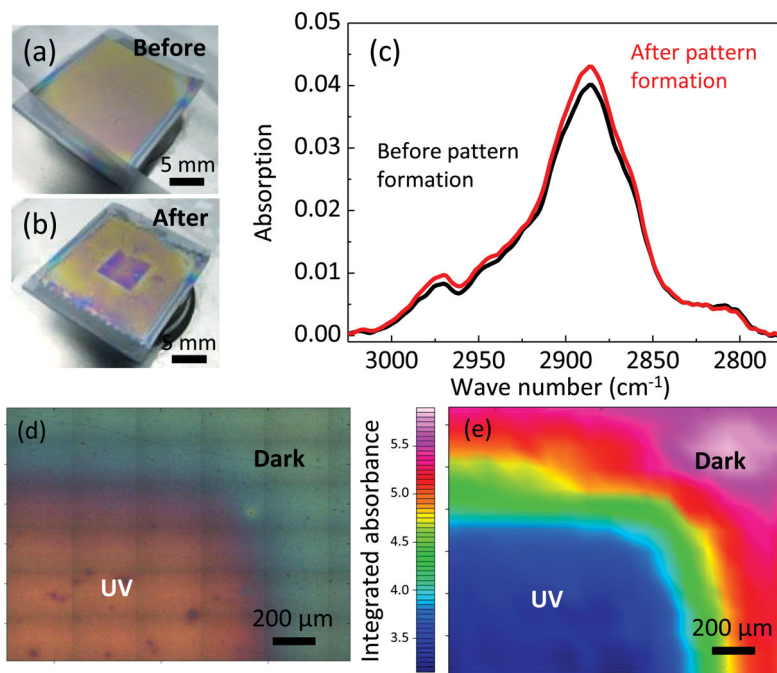 (a)
Before
5 mm
(b)
After
5 mm
(c)
After pattern
formation
Before pattern
formation
Absorption
0.05
0.04
0.03
0.02
0.01
0.00
3000
2950
2900
2850
2800
Wave number (cm⁻¹)
(d)
Dark
UV
200 μm
Integrated absorbance
5.5
5.0
4.5
4.0
3.5
(e)
Dark
UV
200 μm